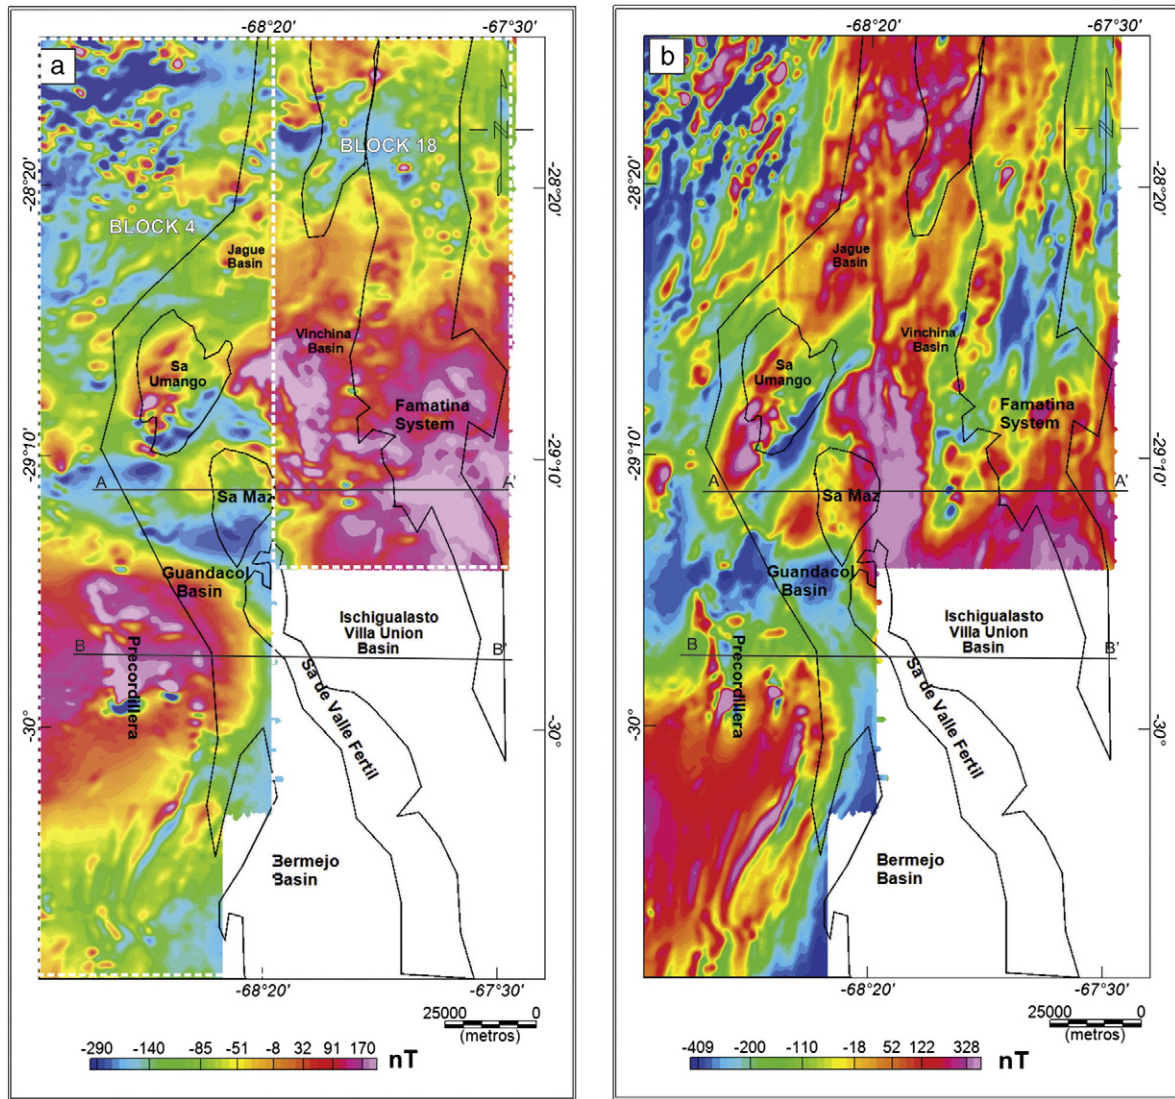 -68°20'
-67°30'
a
BLOCK 18
-28°20'
-28°20'
BLOCK 4
Jague
Basin
Vinchina
Basin
Sa
Umango
Famatina
System
-29°10'
-29°10'
A
A'
Sa Maz
Guandacol
Basin
Ischigualasto
Villa Union
Basin
B
B'
Precordillera
Sa de Valle Fertil
-30°
-30°
Bermejo
Basin
-68°20'
-67°30'
25000
0
(metros)
-290
-140
-85
-51
-8
32
91
170
nT
-68°20'
-67°30'
b
-28°20'
-28°20'
Jague
Basin
Vinchina
Basin
Sa
Umango
Famatina
System
-29°10'
-29°10'
A
A'
Sa Maz
Guandacol
Basin
Ischigualasto
Villa Union
Basin
B
B'
Precordillera
Sa de Valle Fertil
-30°
-30°
Bermejo
Basin
-68°20'
-67°30'
25000
0
(metros)
-409
-200
-110
-18
52
122
328
nT